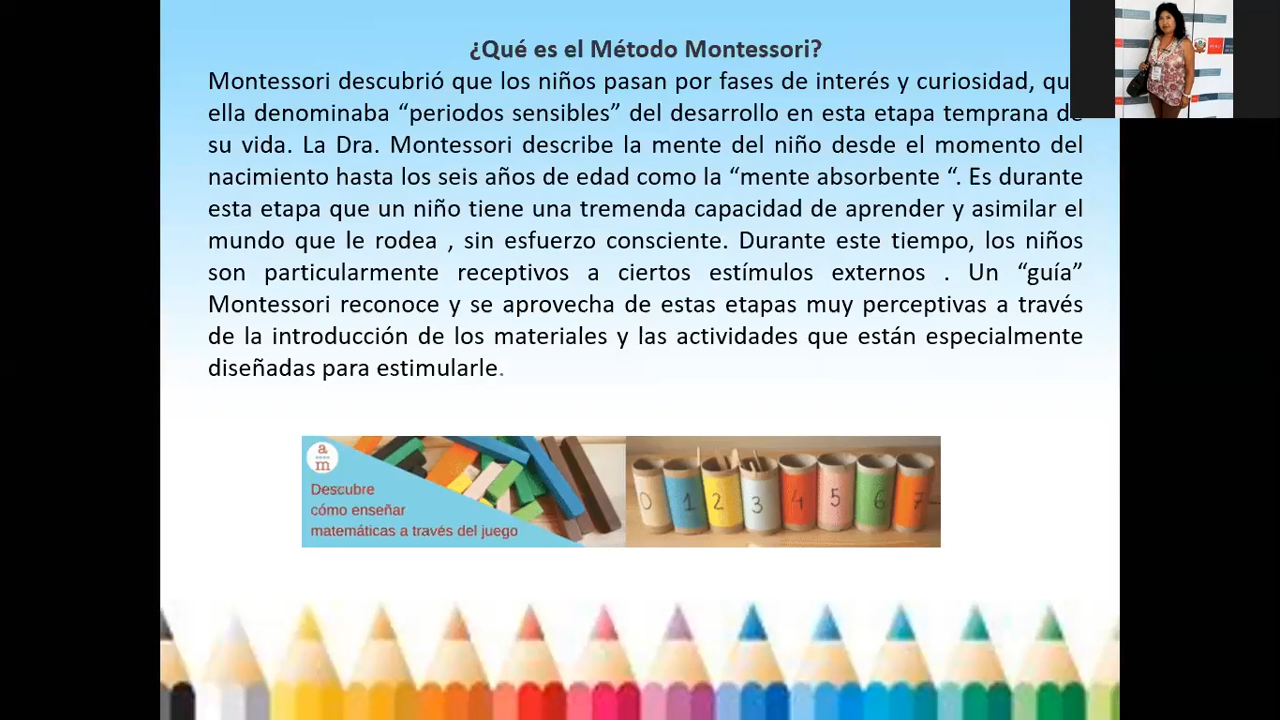 ¿Qué es el Método Montessori?
Montessori descubrió que los niños pasan por fases de interés y curiosidad, qu
ella denominaba “periodos sensibles” del desarrollo en esta etapa temprana de
su vida. La Dra. Montessori describe la mente del niño desde el momento del
nacimiento hasta los seis años de edad como la “mente absorbente “. Es durante
esta etapa que un niño tiene una tremenda capacidad de aprender y asimilar el
mundo que le rodea , sin esfuerzo consciente. Durante este tiempo, los niños
son particularmente receptivos a ciertos estímulos externos . Un “guía”
Montessori reconoce y se aprovecha de estas etapas muy perceptivas a través
de la introducción de los materiales y las actividades que están especialmente
diseñadas para estimularle.
a
m
Descubre
cómo enseñar
matemáticas a través del juego
0 1 2 3 4 5 6 7